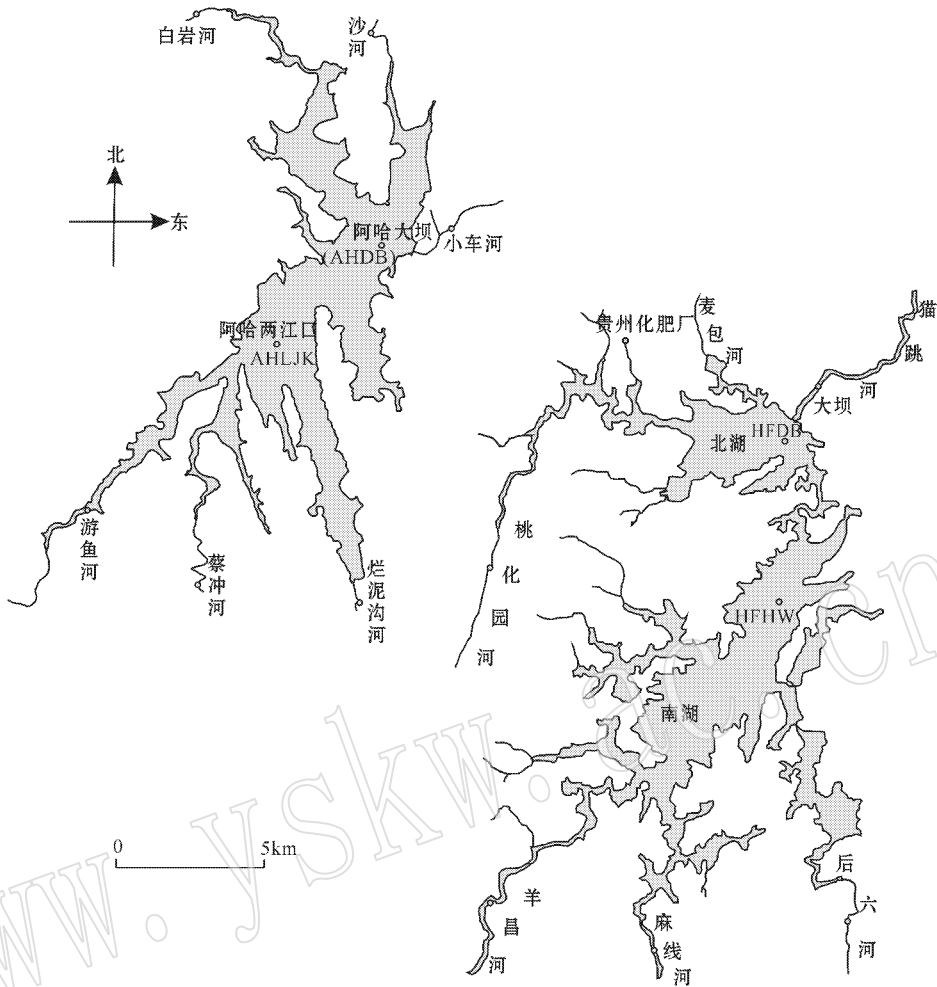 白岩河
沙河
北
东
阿哈大坝
(AHDB)
小车河
阿哈两江口
AHLJK
游鱼河
蔡冲河
烂泥沟河
贵州化肥厂
麦包河
猫跳河
大坝
HFDB
北湖
桃化园河
HFHW
南湖
0 5km
羊昌河
麻线河
后六河
www.yskw.ac.cn